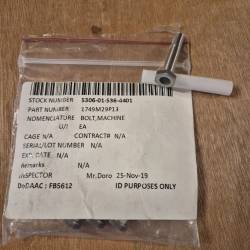 STOCK NUMBER 5306-01-536-4401
PART NUMBER 1749M29P13
NOMENCLATURE BOLT,MACHINE
U/I EA
CAGE N/A CONTRACT# N/A
SERIAL/LOT NUMBER N/A
EXP. DATE N/A
Remarks N/A
INSPECTOR Mr.Doro 25-Nov-19
DoDAAC : FB5612 ID PURPOSES ONLY